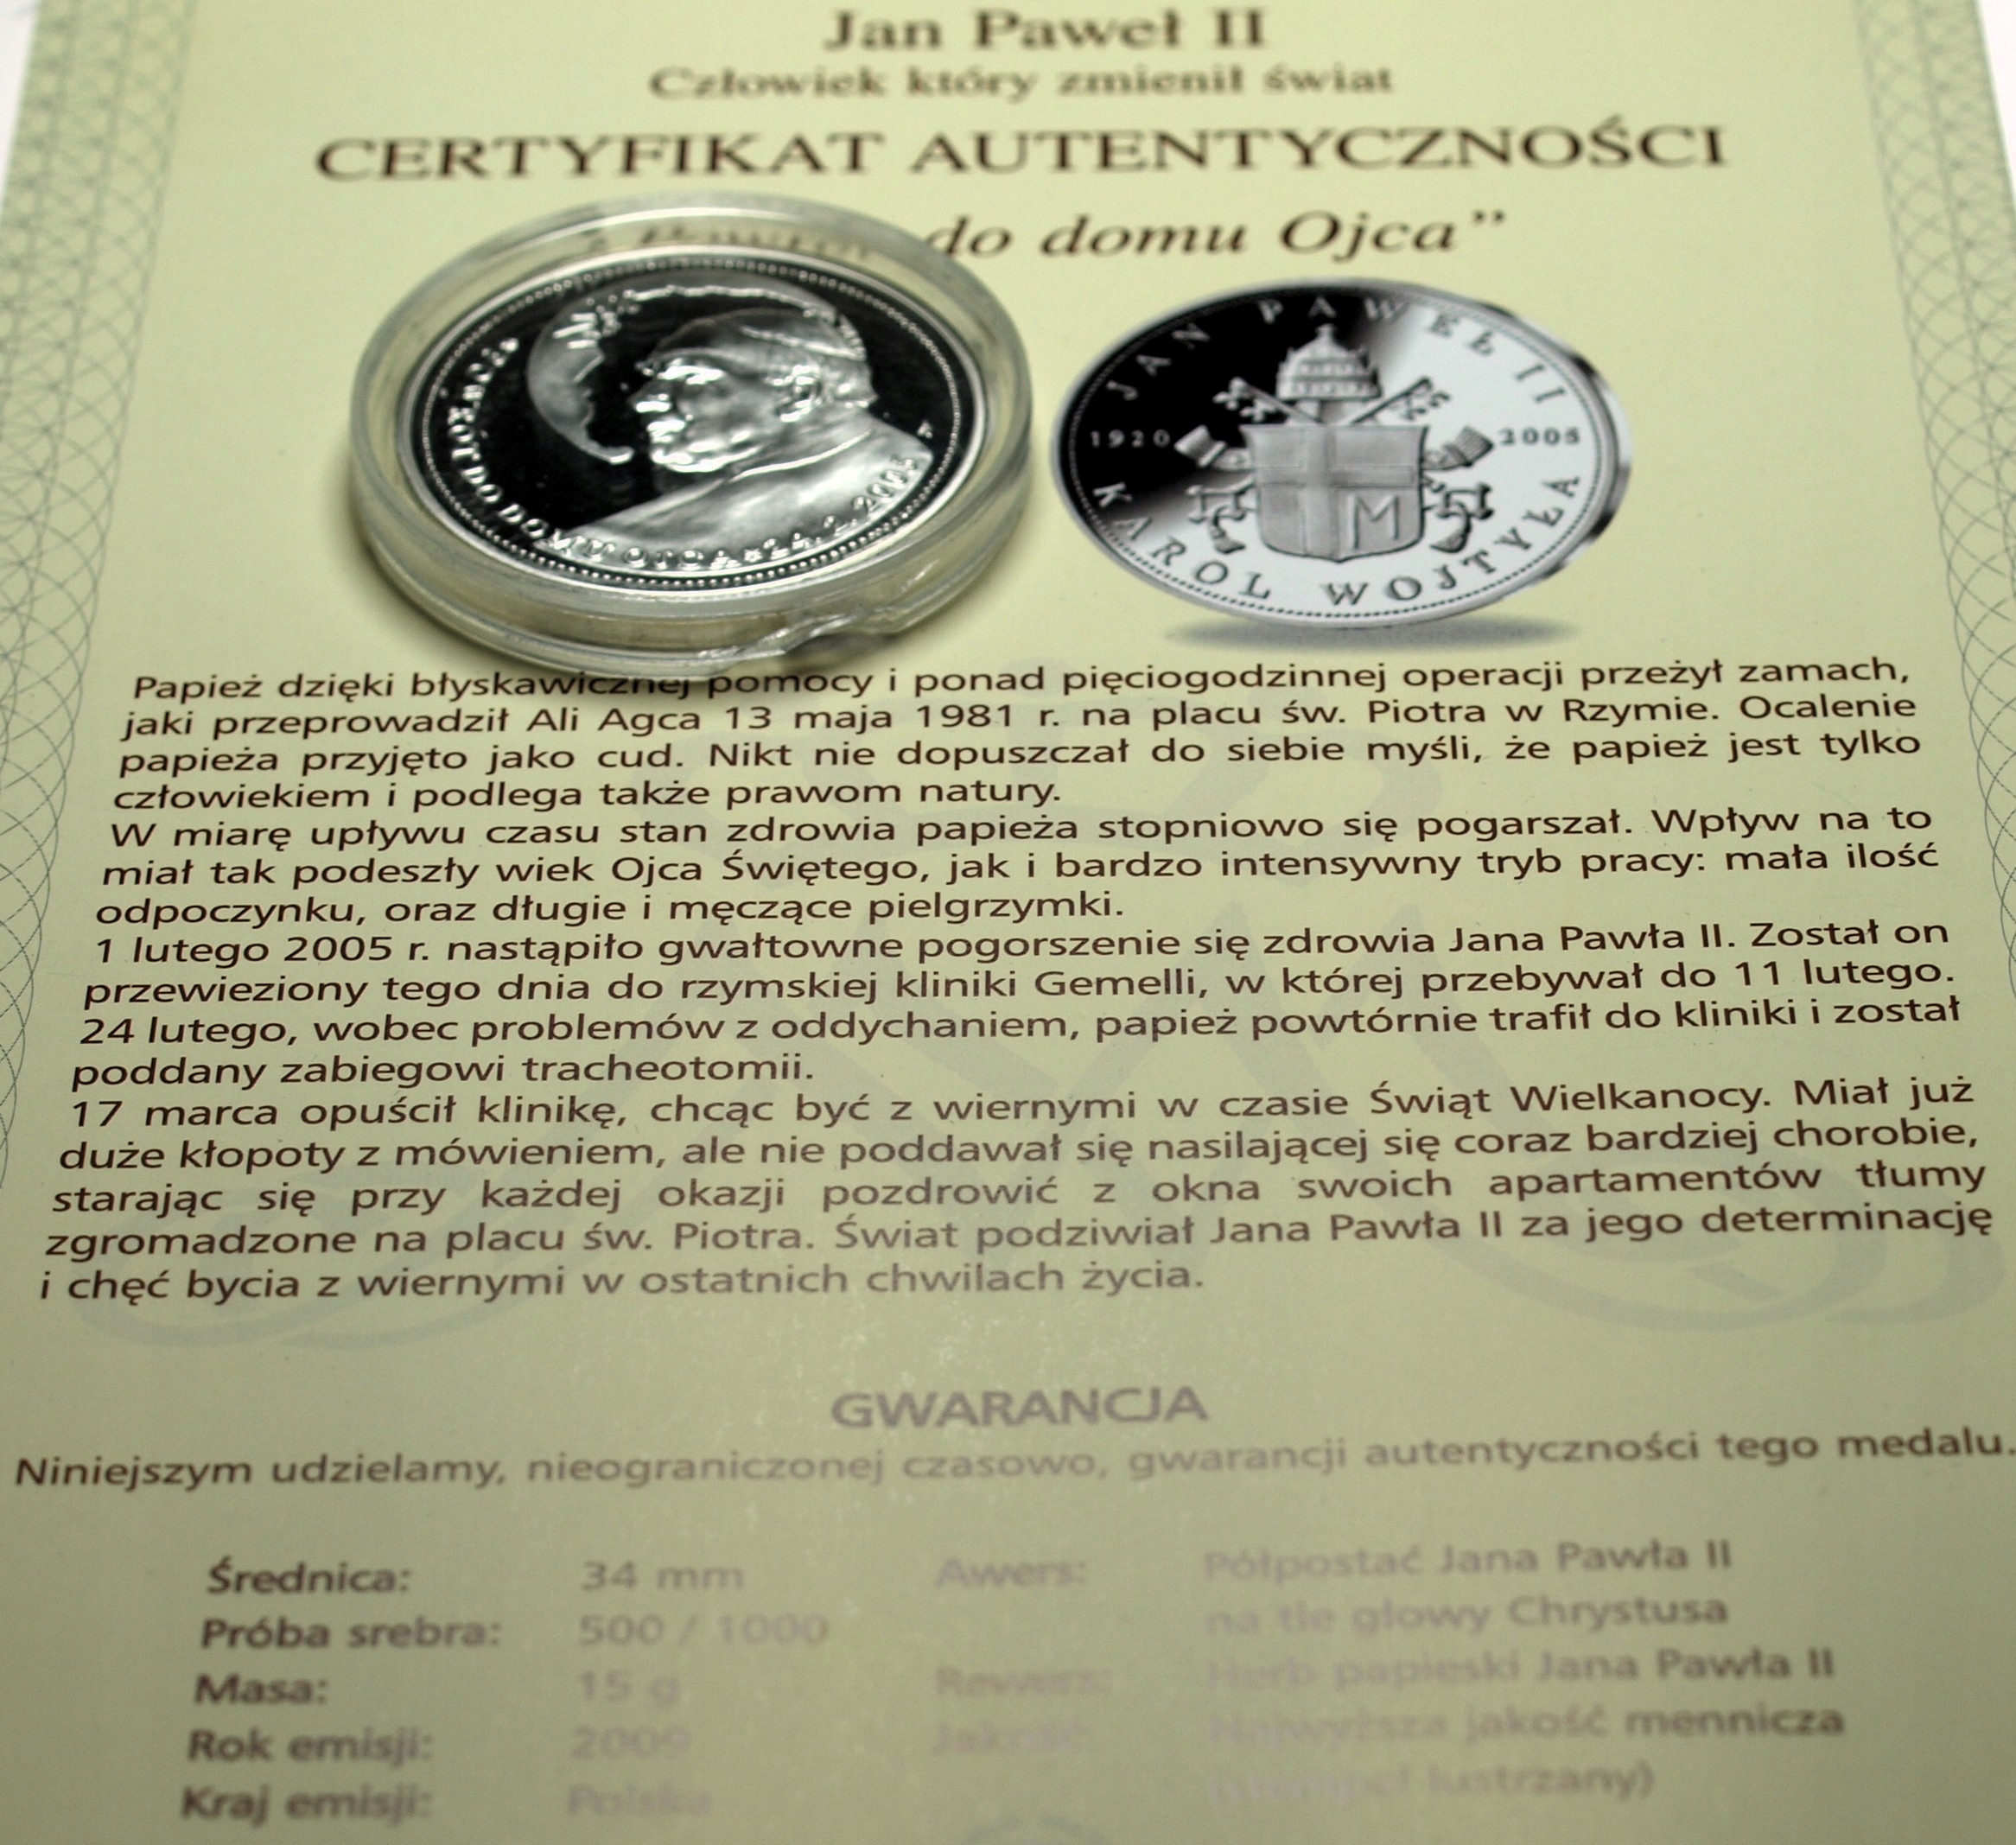 Jan Paweł II
Człowiek który zmienił świat
CERTYFIKAT AUTENTYCZNOŚCI
do domu Ojca”
DO DOMU OJCA
JAN PAWEŁ II
1920 2005
KAROL WOJTYŁA
Papież dzięki błyskawicznej pomocy i ponad pięciogodzinnej operacji przeżył zamach,
jaki przeprowadził Ali Agca 13 maja 1981 r. na placu św. Piotra w Rzymie. Ocalenie
papieża przyjęto jako cud. Nikt nie dopuszczał do siebie myśli, że papież jest tylko
człowiekiem i podlega także prawom natury.
W miarę upływu czasu stan zdrowia papieża stopniowo się pogarszał. Wpływ na to
miał tak podeszły wiek Ojca Świętego, jak i bardzo intensywny tryb pracy: mała ilość
odpoczynku, oraz długie i męczące pielgrzymki.
1 lutego 2005 r. nastąpiło gwałtowne pogorszenie się zdrowia Jana Pawła II. Został on
przewieziony tego dnia do rzymskiej kliniki Gemelli, w której przebywał do 11 lutego.
24 lutego, wobec problemów z oddychaniem, papież powtórnie trafił do kliniki i został
poddany zabiegowi tracheotomii.
17 marca opuścił klinikę, chcąc być z wiernymi w czasie Świąt Wielkanocy. Miał już
duże kłopoty z mówieniem, ale nie poddawał się nasilającej się coraz bardziej chorobie,
starając się przy każdej okazji pozdrowić z okna swoich apartamentów tłumy
zgromadzone na placu św. Piotra. Świat podziwiał Jana Pawła II za jego determinację
i chęć bycia z wiernymi w ostatnich chwilach życia.
GWARANCJA
Niniejszym udzielamy, nieograniczonej czasowo, gwarancji autentyczności tego medalu.
Średnica: 34 mm Awers: Półpostać Jana Pawła II
na tle głowy Chrystusa
Próba srebra: 500 / 1000
Masa: 15 g Rewers: Herb papieski Jana Pawła II
Rok emisji: 2009 Jakość: Najwyższa jakość mennicza
Kraj emisji: Polska lustrzany)